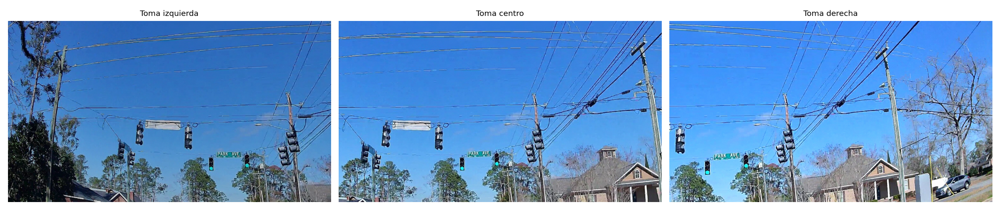 Toma izquierda
Toma centro
Toma derecha
PARK AVE
PARK AVE
PARK AVE